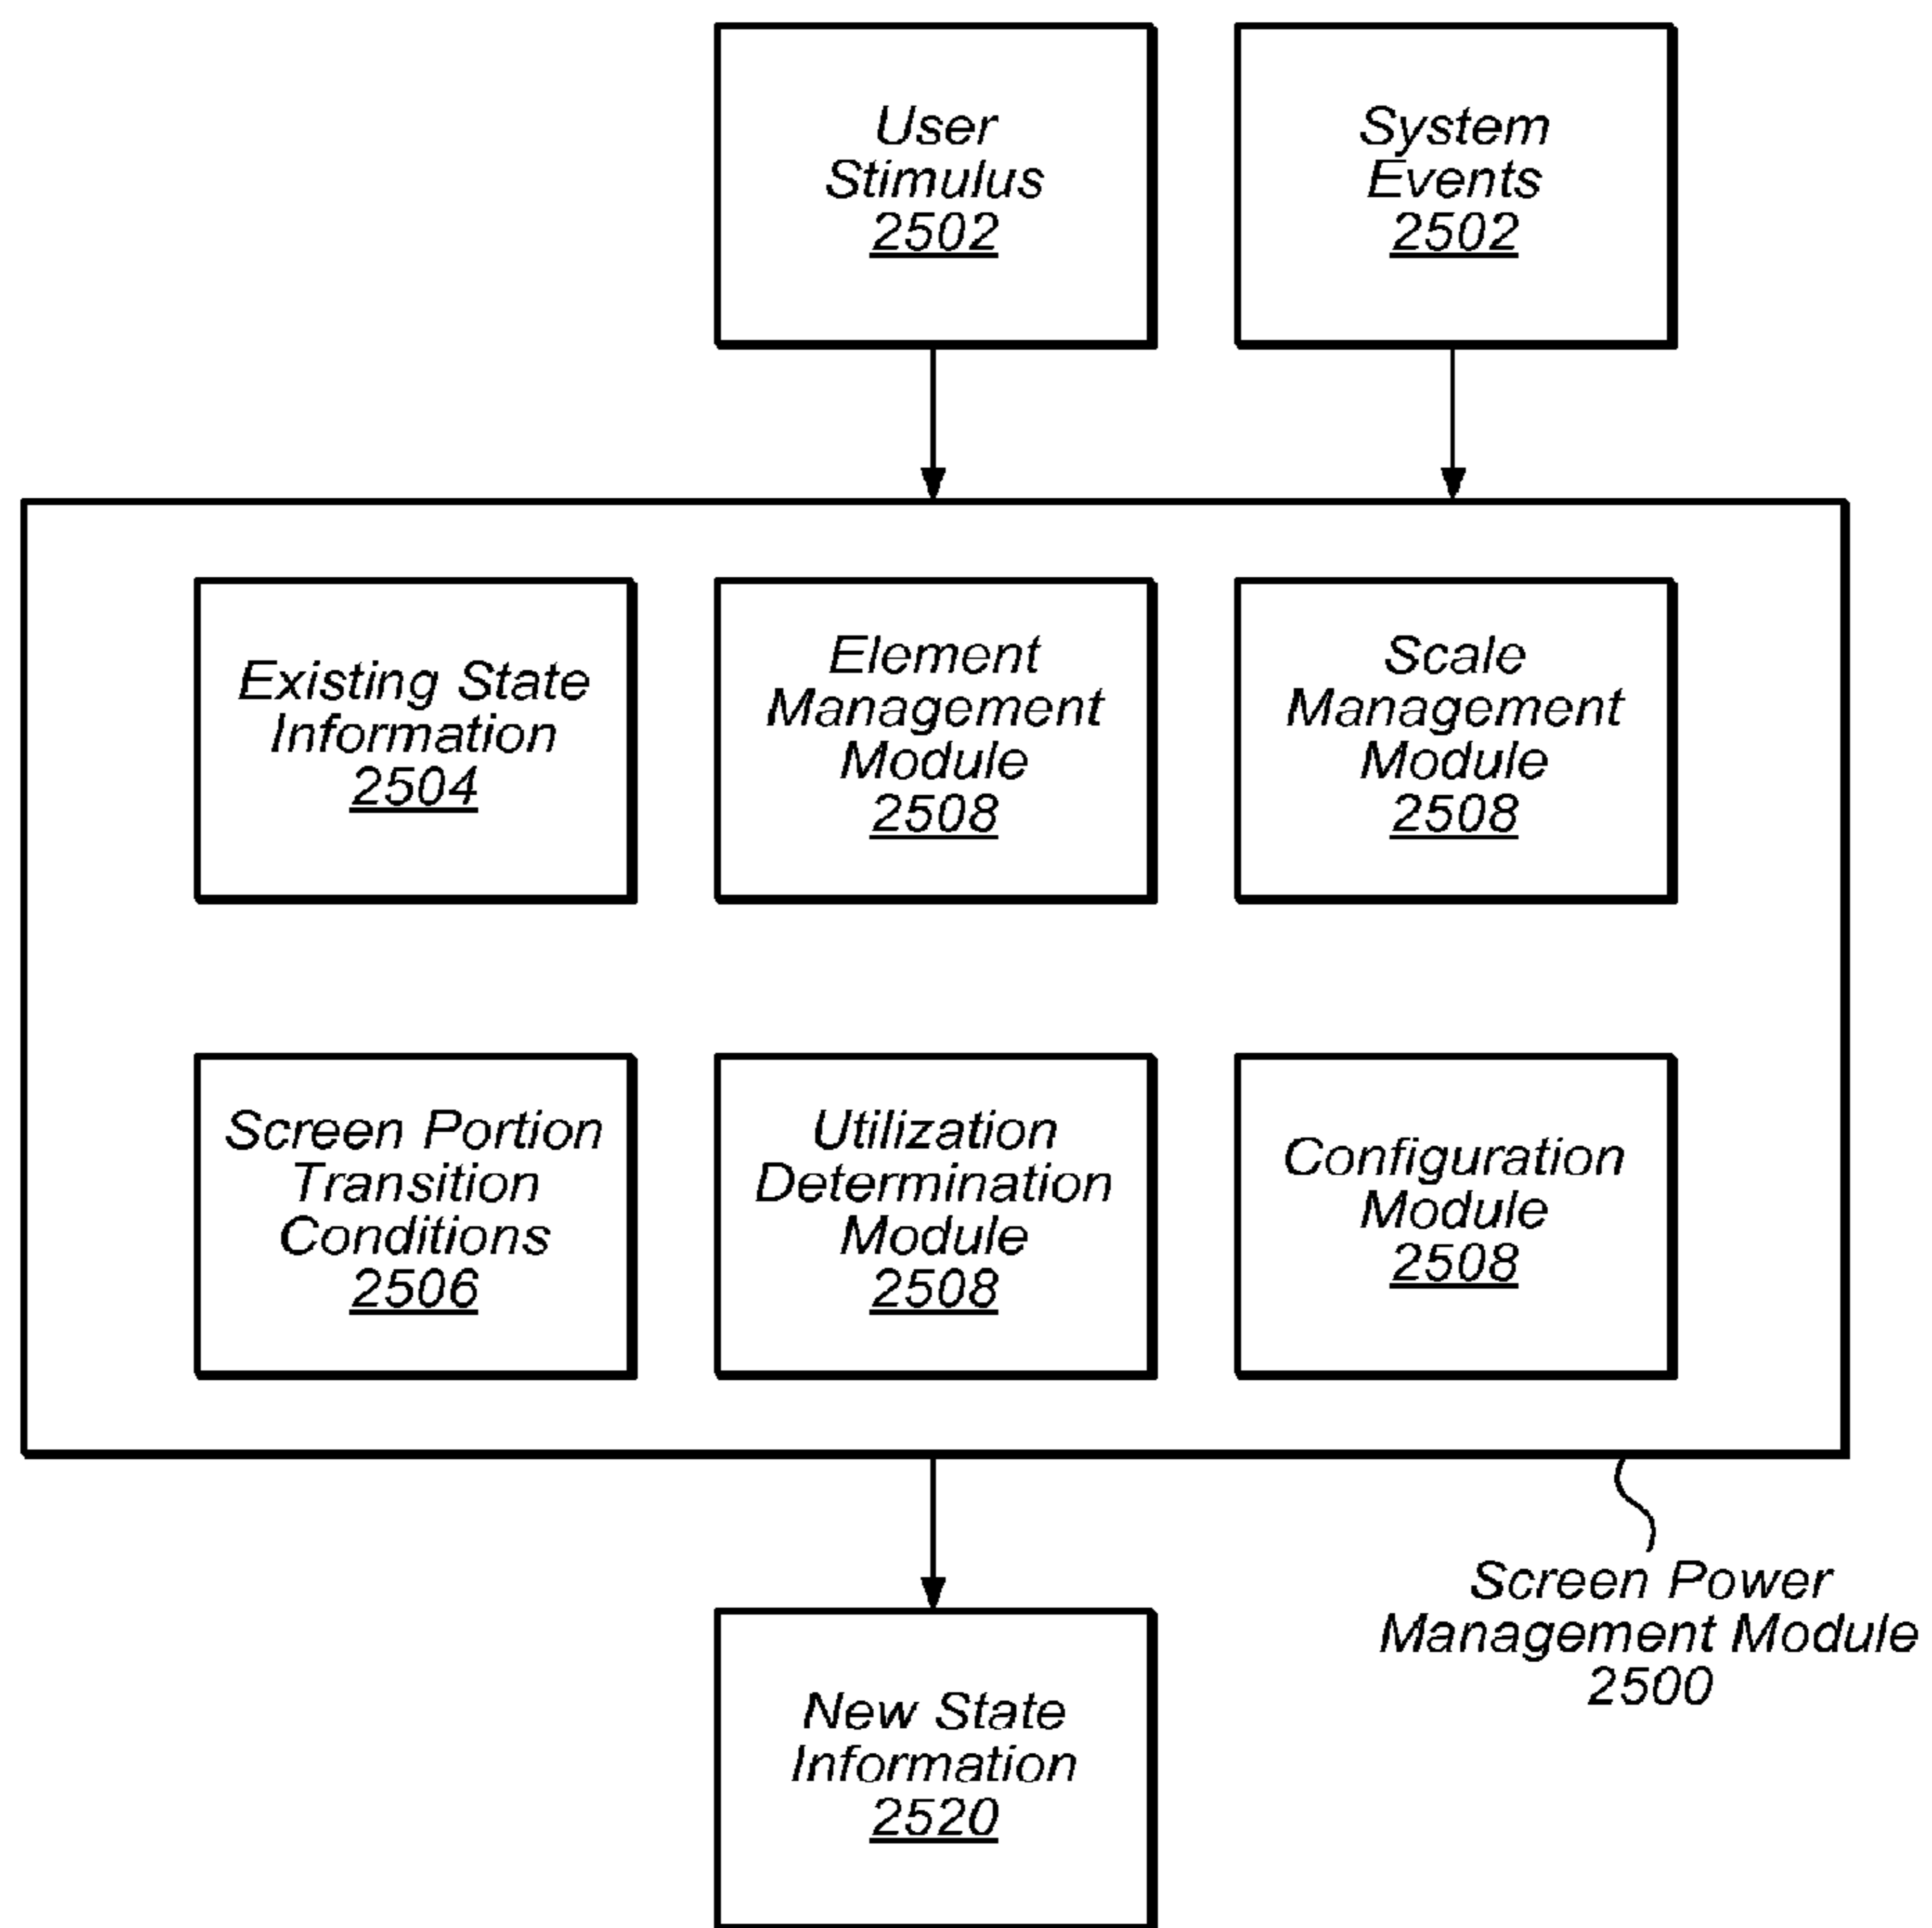 User
Stimulus
2502
System
Events
2502
Existing State
Information
2504
Element
Management
Module
2508
Scale
Management
Module
2508
Screen Portion
Transition
Conditions
2506
Utilization
Determination
Module
2508
Configuration
Module
2508
Screen Power
Management Module
2500
New State
Information
2520